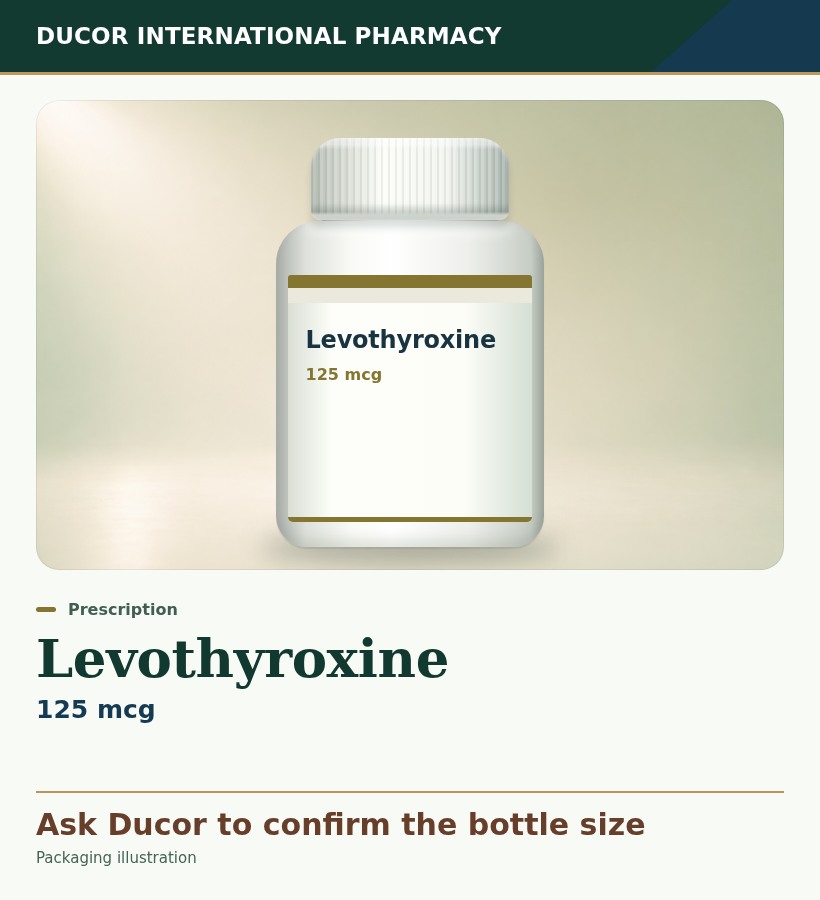 DUCOR INTERNATIONAL PHARMACY
Levothyroxine
125 mcg
Prescription
Levothyroxine
125 mcg
Ask Ducor to confirm the bottle size
Packaging illustration